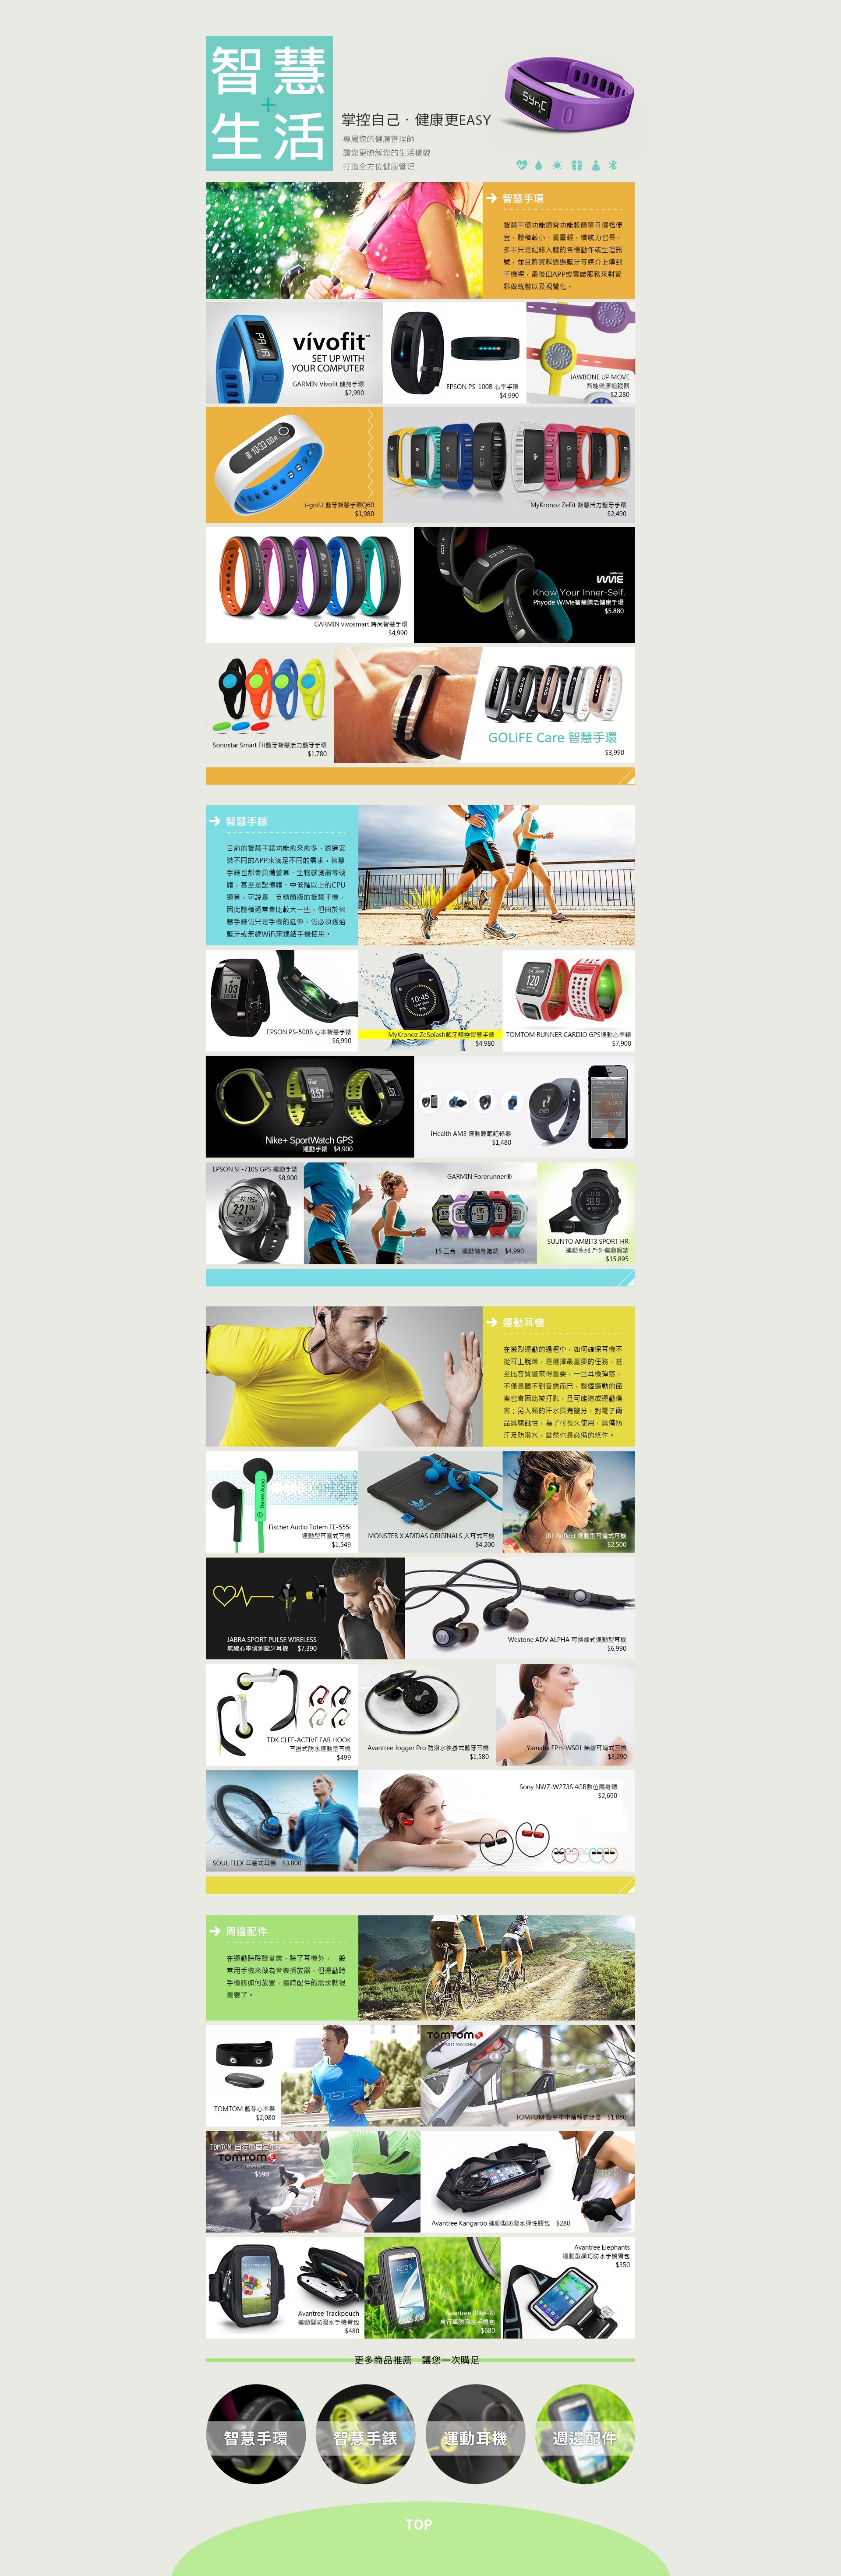 智慧
+
生活
掌控自己·健康更EASY
專屬您的健康管理師
讓您更瞭解您的生活樣貌
打造全方位健康管理
SYNC
智慧手環
智慧手環功能通常功能較簡單且價格便
宜，體積較小、重量輕，續航力也長，
多半只是記錄人體的各種動作或生理訊
號，並且將資料透過藍牙等媒介上傳到
手機裡，最後由APP或雲端服務來對資
料做統整以及視覺化。
PAIR
vívofit™
SET UP WITH
YOUR COMPUTER
GARMIN Vivofit 健身手環
$2,990
EPSON PS-100B 心率手環
$4,990
JAWBONE UP MOVE
智能健康追蹤器
$2,280
10:33 00
i-gotU 藍牙智慧手環Q60
$1,980
MyKronoz ZeFit 智慧活力藍牙手環
$2,490
GARMIN vivosmart 時尚智慧手環
$4,990
W/ME
Know Your Inner-Self.
Phyode W/Me智慧樂活健康手環
$5,880
Sonostar Smart Fit藍牙智慧活力藍牙手環
$1,780
GOLiFE Care 智慧手環
$3,990
智慧手錶
目前的智慧手錶功能愈來愈多，透過安
裝不同的APP來滿足不同的需求，智慧
手錶也都會具備螢幕、生物感測器等硬
體，甚至是記憶體、中低階以上的CPU
運算，可說是一支精簡版的智慧手機，
因此體積通常會比較大一些，但由於智
慧手錶仍只是手機的延伸，仍必須透過
藍牙或無線WiFi來連結手機使用。
103
EPSON PS-500B 心率智慧手錶
$6,990
10:45
MyKronoz ZeSplash藍牙觸控智慧手錶
$4,980
120
TOMTOM RUNNER CARDIO GPS運動心率錶
$7,900
3.57
Nike+ SportWatch GPS
運動手錶 $4,900
iHealth AM3 運動睡眠記錄器
$1,480
EPSON SF-710S GPS 運動手錶
$8,900
GARMIN Forerunner®
15 三合一運動健身跑錶 $4,990
38.9
SUUNTO AMBIT3 SPORT HR
運動系列 戶外運動腕錶
$15,895
運動耳機
在激烈運動的過程中，如何確保耳機不
從耳上脫落，是選擇最重要的任務，甚
至比音質還來得重要，一旦耳機掉落，
不僅是聽不到音樂而已，整個運動的節
奏也會因此被打亂，且可能造成運動傷
害；另人類的汗水具有鹽分，對電子商
品具腐蝕性，為了可長久使用，具備防
汗及防潑水，當然也是必備的條件。
FISCHER AUDIO
Fischer Audio Totem FE-555i
運動型耳塞式耳機
$1,549
MONSTER X ADIDAS ORIGINALS 入耳式耳機
$4,200
JBL Reflect 運動型耳道式耳機
$2,500
JABRA SPORT PULSE WIRELESS
無線心率偵測藍牙耳機 $7,390
Westone ADV ALPHA 可換線式運動型耳機
$6,990
TDK CLEF-ACTIVE EAR HOOK
耳掛式防水運動型耳機
$499
Avantree Jogger Pro 防潑水後掛式藍牙耳機
$1,580
Yamaha EPH-WS01 無線耳道式耳機
$3,290
SOUL FLEX 耳塞式耳機 $3,800
Sony NWZ-W273S 4GB數位隨身聽
$2,690
周邊配件
在運動時聆聽音樂，除了耳機外，一般
常用手機來做為音樂播放器，但運動時
手機該如何放置，這時配件的需求就很
重要了。
TOMTOM 藍芽心率帶
$2,080
TOMTOM
SPORT WATCHES
TOMTOM 藍芽單車踏頻感應器 $1,880
TOMTOM 自行車固定座
TOMTOM
$590
Avantree Kangaroo 運動型防潑水彈性腰包 $280
Avantree Trackpouch
運動型防潑水手機臂包
$480
12:03
自行車防潑水手機包
$680
Avantree Elephants
運動型纖巧防水手機臂包
$350
更多商品推薦 讓您一次購足
智慧手環
智慧手錶
運動耳機
週邊配件
TOP